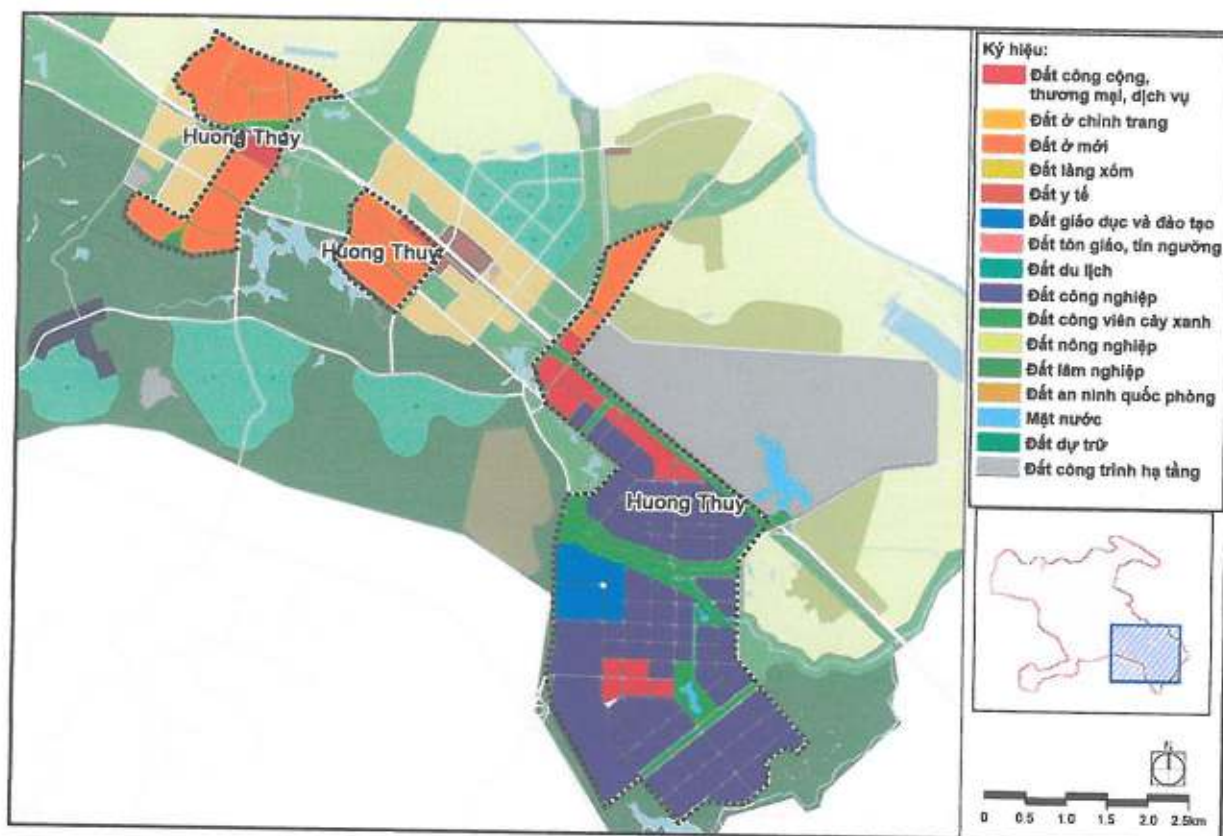 Huong Thuy
Huong Thuy
Huong Thuy
Ký hiệu:
Đất công cộng,
thương mại, dịch vụ
Đất ở chỉnh trang
Đất ở mới
Đất làng xóm
Đất y tế
Đất giáo dục và đào tạo
Đất tôn giáo, tín ngưỡng
Đất du lịch
Đất công nghiệp
Đất công viên cây xanh
Đất nông nghiệp
Đất lâm nghiệp
Đất an ninh quốc phòng
Mặt nước
Đất dự trữ
Đất công trình hạ tầng
N
0 0.5 1.0 1.5 2.0 2.5km